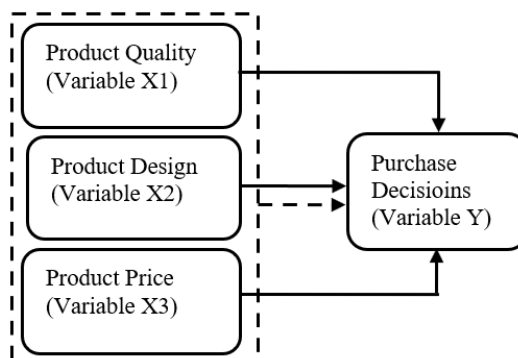 Product Quality
(Variable X1)
Product Design
(Variable X2)
Product Price
(Variable X3)
Purchase
Decisioins
(Variable Y)